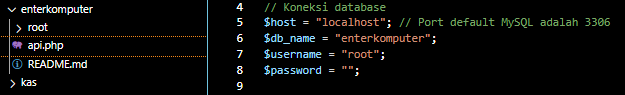 enterkomputer
root
api.php
README.md
kas
4 // Koneksi database
5 $host = "localhost"; // Port default MySQL adalah 3306
6 $db_name = "enterkomputer";
7 $username = "root";
8 $password = "";
9